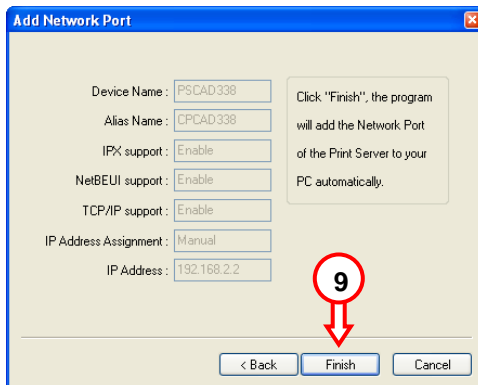 Add Network Port
Device Name : PSCAD338
Alias Name : CPCAD338
IPX support : Enable
NetBEUI support : Enable
TCP/IP support : Enable
IP Address Assignment : Manual
IP Address : 192.168.2.2
Click "Finish", the program
will add the Network Port
of the Print Server to your
PC automatically.
9
< Back Finish Cancel